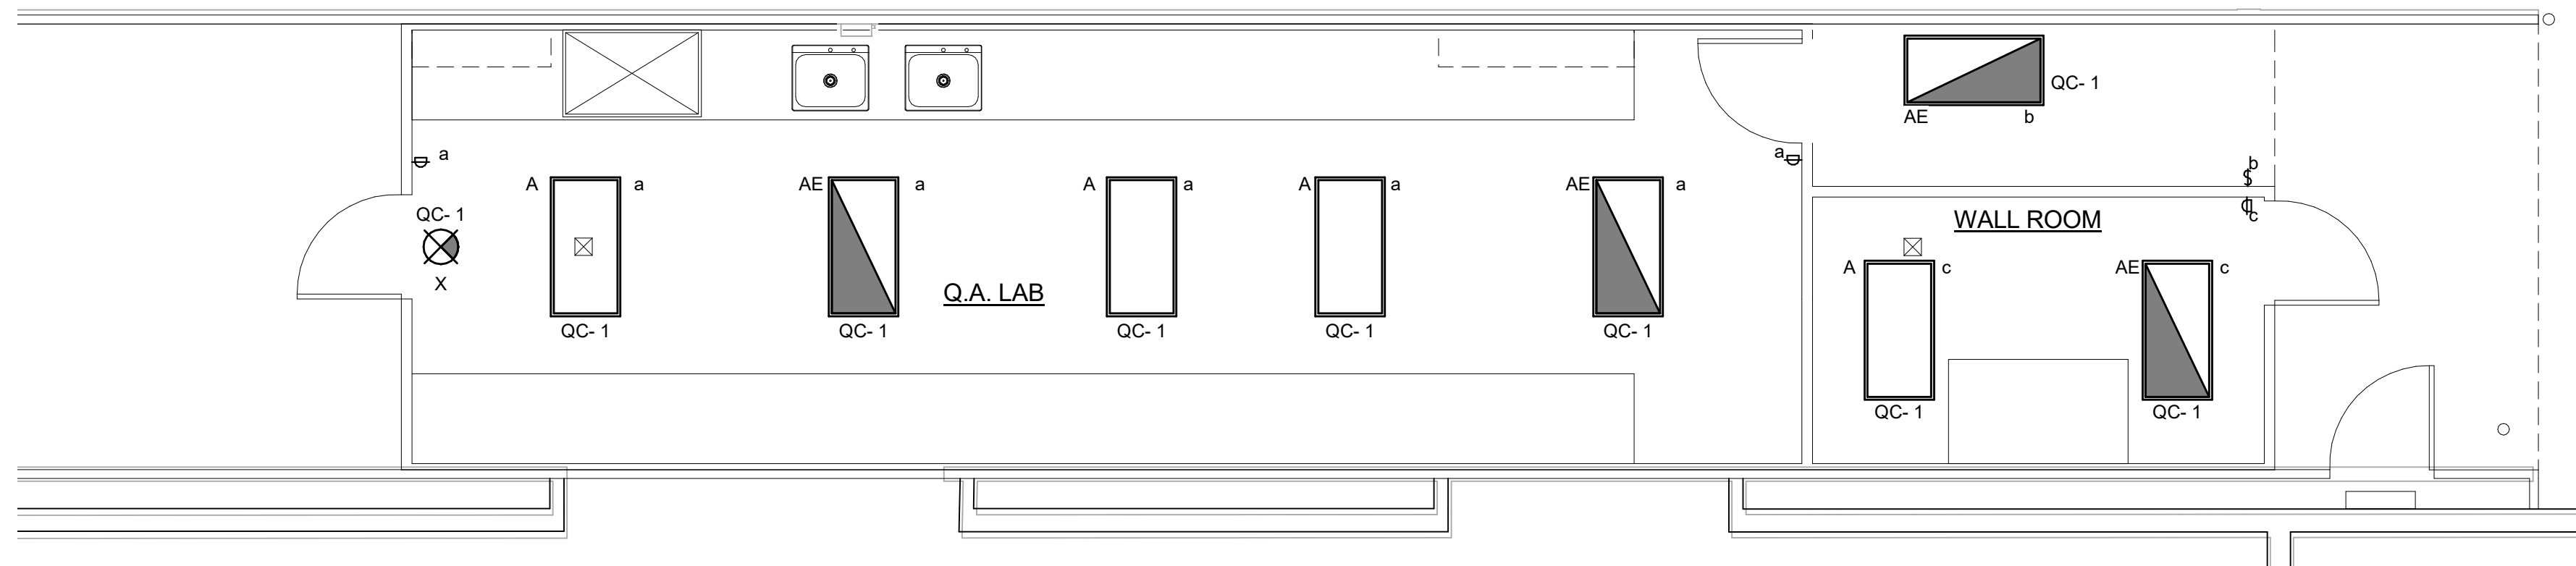 QC- 1
AE b
a
a
b
$
c
A a
AE a
A a
A a
AE a
QC- 1
X
WALL ROOM
A c
AE c
Q.A. LAB
QC- 1
QC- 1
QC- 1
QC- 1
QC- 1
QC- 1
QC- 1